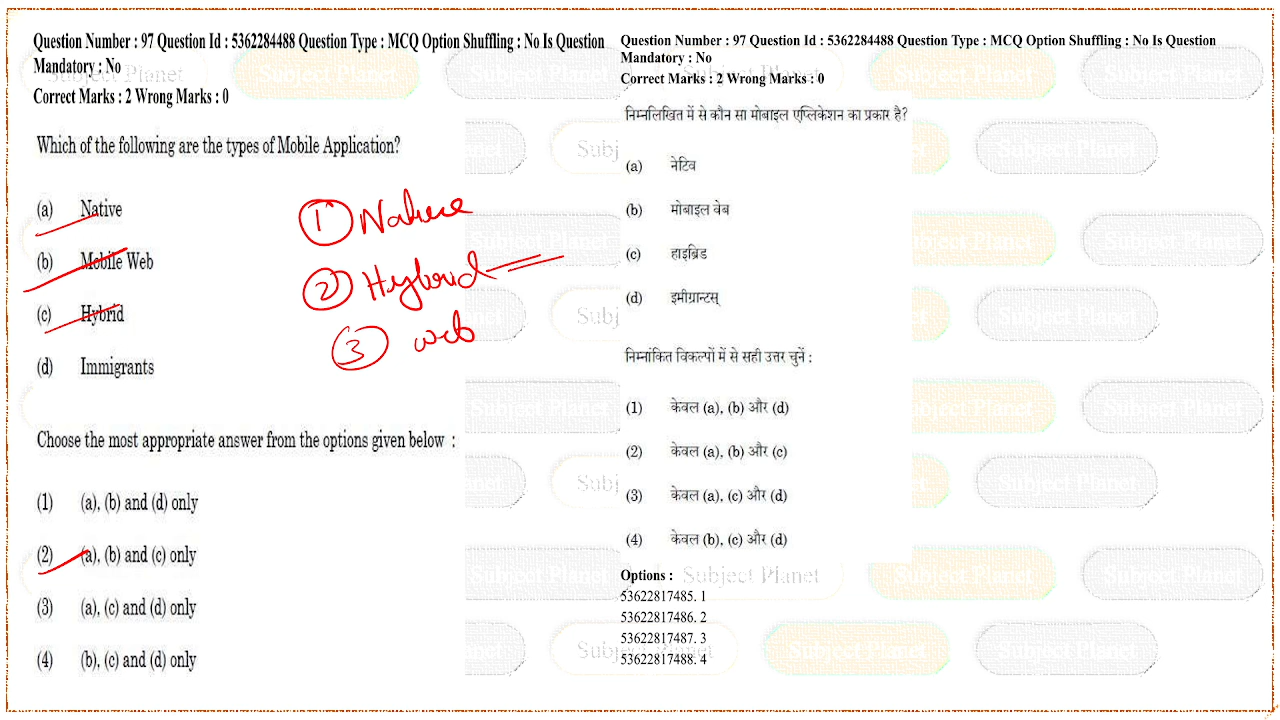 Question Number : 97 Question Id : 5362284488 Question Type : MCQ Option Shuffling : No Is Question
Mandatory : No
Correct Marks : 2 Wrong Marks : 0
Which of the following are the types of Mobile Application?
(a) Native
(b) Mobile Web
(c) Hybrid
(d) Immigrants
Choose the most appropriate answer from the options given below :
(1) (a), (b) and (d) only
(2) (a), (b) and (c) only
(3) (a), (c) and (d) only
(4) (b), (c) and (d) only
1 Native
2 Hybrid
3 web
Question Number : 97 Question Id : 5362284488 Question Type : MCQ Option Shuffling : No Is Question
Mandatory : No
Correct Marks : 2 Wrong Marks : 0
निम्नलिखित में से कौन सा मोबाइल एप्लिकेशन का प्रकार है?
(a) नेटिव
(b) मोबाइल वेब
(c) हाइब्रिड
(d) इमीग्रान्टस्
निम्नांकित विकल्पों में से सही उत्तर चुनें :
(1) केवल (a), (b) और (d)
(2) केवल (a), (b) और (c)
(3) केवल (a), (c) और (d)
(4) केवल (b), (c) और (d)
Options :
53622817485. 1
53622817486. 2
53622817487. 3
53622817488. 4
Subject Planet